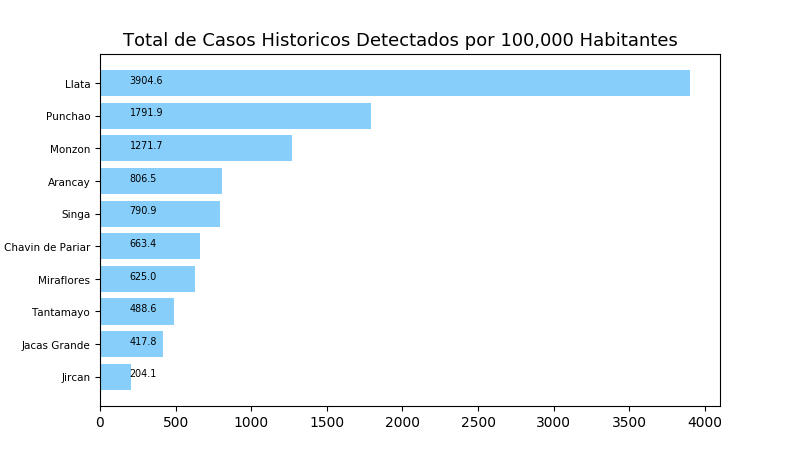 Total de Casos Historicos Detectados por 100,000 Habitantes
Llata 3904.6
Punchao 1791.9
Monzon 1271.7
Arancay 806.5
Singa 790.9
Chavin de Pariar 663.4
Miraflores 625.0
Tantamayo 488.6
Jacas Grande 417.8
Jircan 204.1
0 500 1000 1500 2000 2500 3000 3500 4000